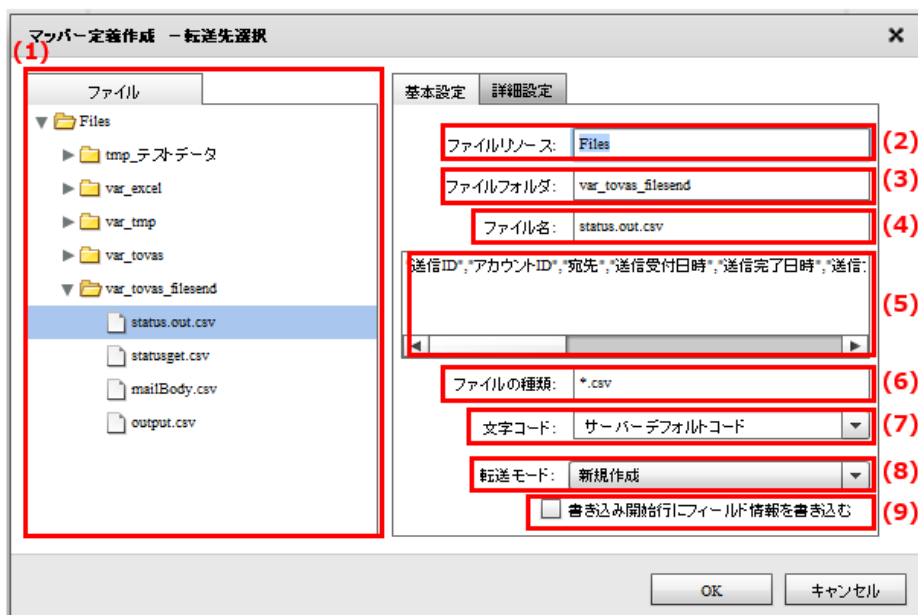 マッパー定義作成 －転送先選択
(1)
ファイル
Files
tmp_テストデータ
var_excel
var_tmp
var_tovas
var_tovas_filesend
status.out.csv
statusget.csv
mailBody.csv
output.csv
基本設定 詳細設定
ファイルリソース: Files (2)
ファイルフォルダ: var_tovas_filesend (3)
ファイル名: status.out.csv (4)
"送信ID","アカウントID","宛先","送信受付日時","送信完了日時","送信
(5)
ファイルの種類: *.csv (6)
文字コード: サーバーデフォルトコード (7)
転送モード: 新規作成 (8)
書き込み開始行にフィールド情報を書き込む (9)
OK キャンセル